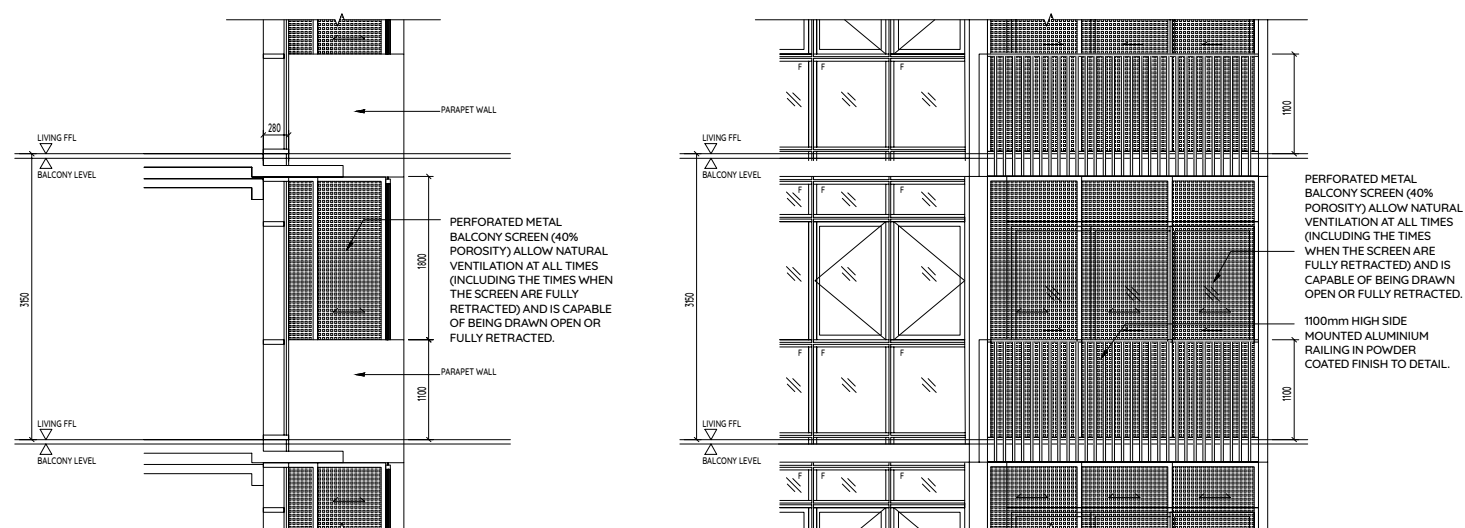 PARAPET WALL
280
LIVING FFL
BALCONY LEVEL
PERFORATED METAL
BALCONY SCREEN (40%
POROSITY) ALLOW NATURAL
VENTILATION AT ALL TIMES
(INCLUDING THE TIMES WHEN
THE SCREEN ARE FULLY
RETRACTED) AND IS CAPABLE
OF BEING DRAWN OPEN OR
FULLY RETRACTED.
1800
3150
PARAPET WALL
1100
LIVING FFL
BALCONY LEVEL
F F F
1100
LIVING FFL
BALCONY LEVEL
F F F
PERFORATED METAL
BALCONY SCREEN (40%
POROSITY) ALLOW NATURAL
VENTILATION AT ALL TIMES
(INCLUDING THE TIMES
WHEN THE SCREEN ARE
FULLY RETRACTED) AND IS
CAPABLE OF BEING DRAWN
OPEN OR FULLY RETRACTED.
3150
1100mm HIGH SIDE
MOUNTED ALUMINIUM
RAILING IN POWDER
COATED FINISH TO DETAIL.
F F F
1100
LIVING FFL
BALCONY LEVEL
F F F